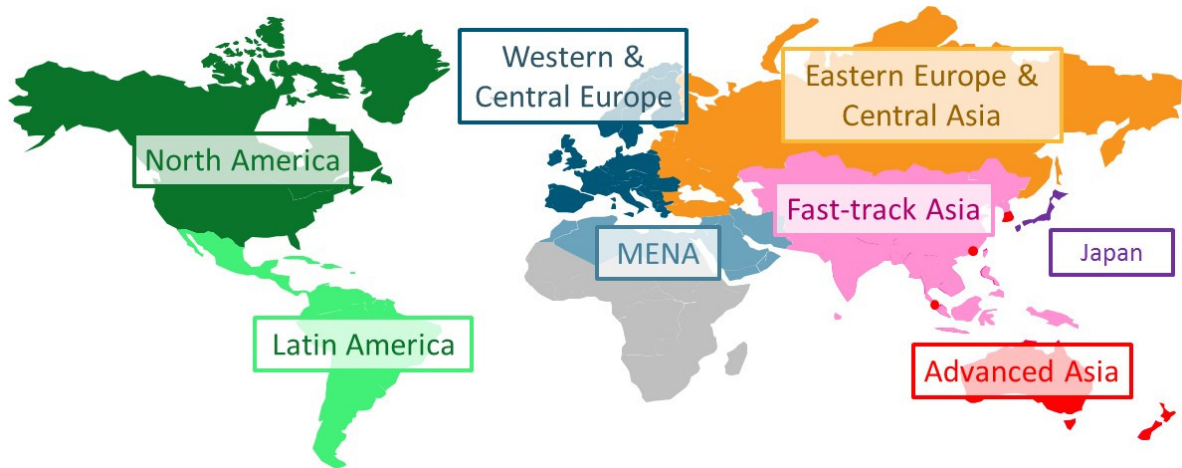 Western &
Central Europe
Eastern Europe &
Central Asia
North America
Fast-track Asia
MENA
Japan
Latin America
Advanced Asia